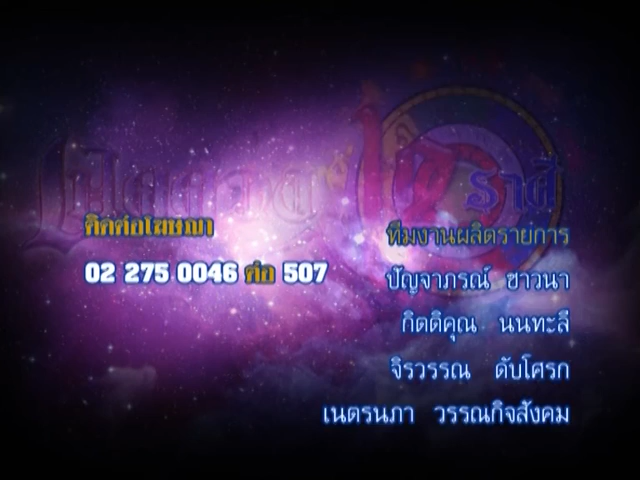 ราศี
ติดต่อโฆษณา
02 275 0046 ต่อ 507
ทีมงานผลิตรายการ
ปัญจาภรณ์ ชาวนา
กิตติคุณ นนทะลี
จิรวรรณ ดับโศรก
เนตรนภา วรรณกิจสังคม